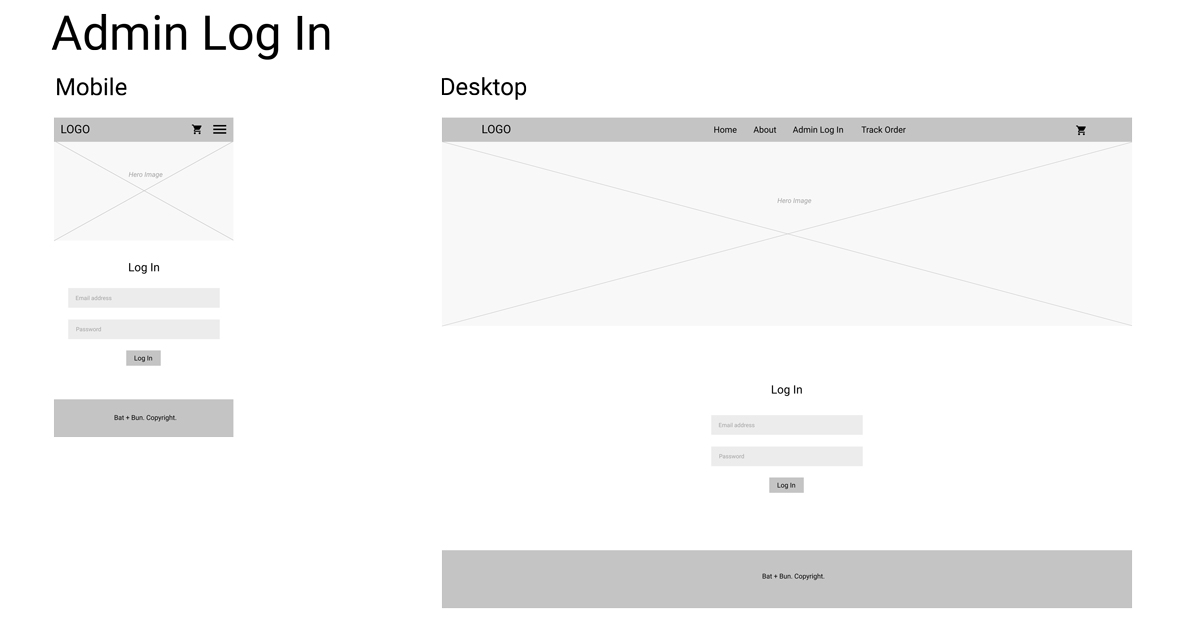 Admin Log In
Mobile
LOGO
Hero Image
Log In
Email address
Password
Log In
Bat + Bun. Copyright.
Desktop
LOGO Home About Admin Log In Track Order
Hero Image
Log In
Email address
Password
Log In
Bat + Bun. Copyright.